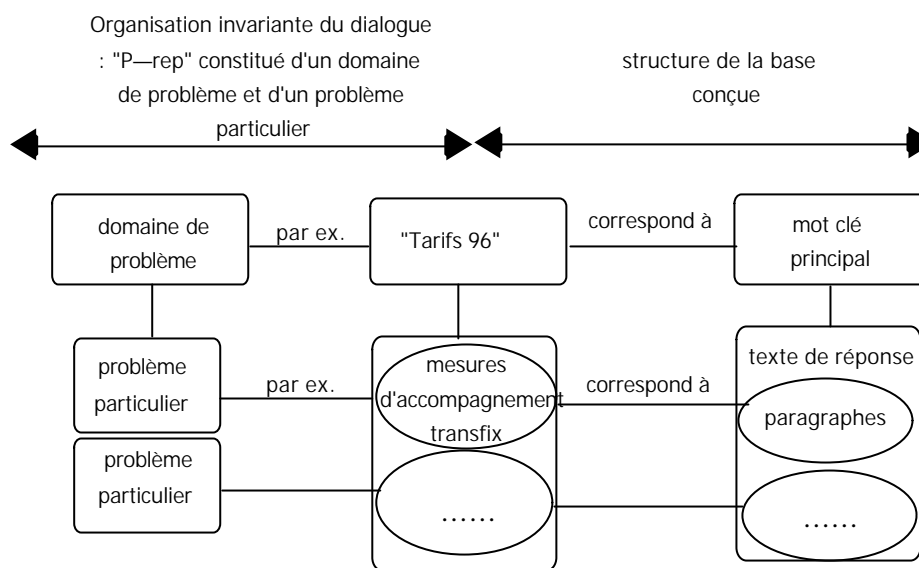 Organisation invariante du dialogue
: "P—rep" constitué d'un domaine
de problème et d'un problème
particulier
structure de la base
conçue
domaine de
problème
par ex.
"Tarifs 96"
correspond à
mot clé
principal
problème
particulier
par ex.
mesures
d'accompagnement
transfix
correspond à
texte de réponse
paragraphes
problème
particulier
......
......